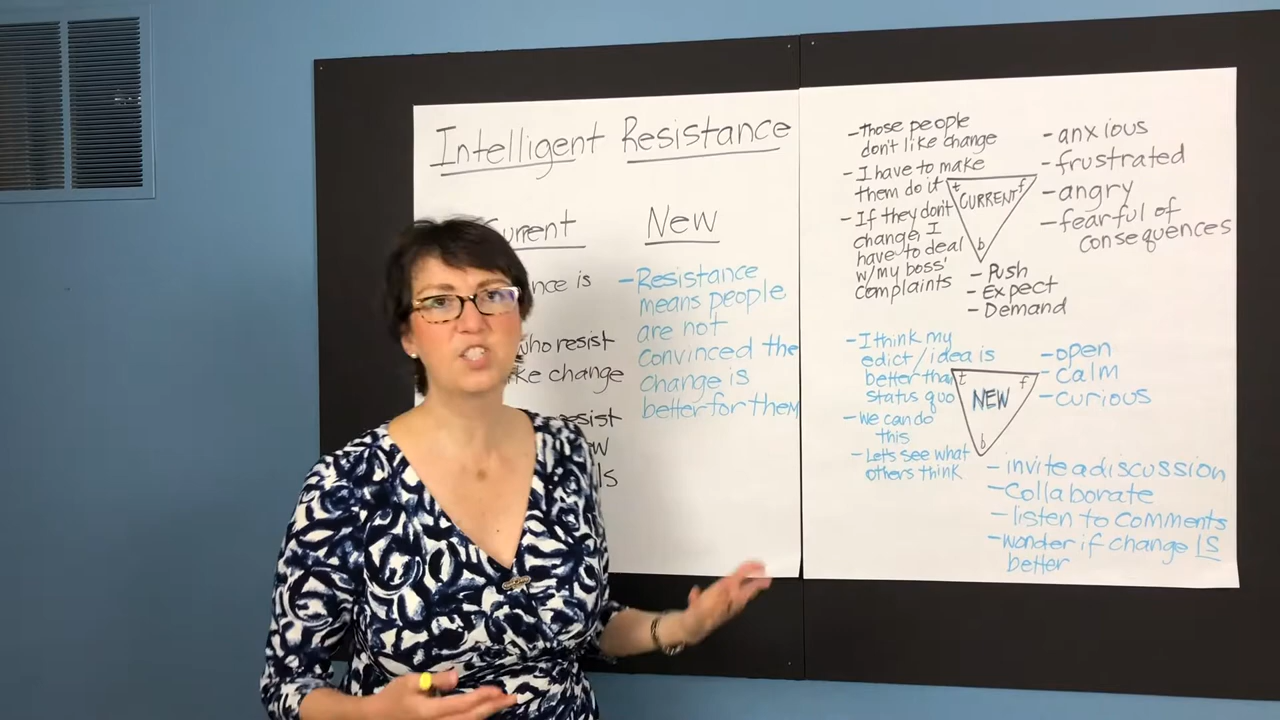 Intelligent Resistance
Current
New
is
who resist
like change
resist
- Resistance
means people
are not
convinced the
change is
better for them
- Those people
don't like change
- I have to make
them do it
- If they don't
change, I
have to deal
w/my boss'
complaints
t
f
CURRENT
b
- anxious
- frustrated
- angry
- fearful of
consequences
- Push
- Expect
- Demand
- I think my
edict/idea is
better than
status quo
- We can do
this
- Let's see what
others think
t
f
NEW
b
- open
- calm
- curious
- invite a discussion
- Collaborate
- listen to comments
- wonder if change IS
better